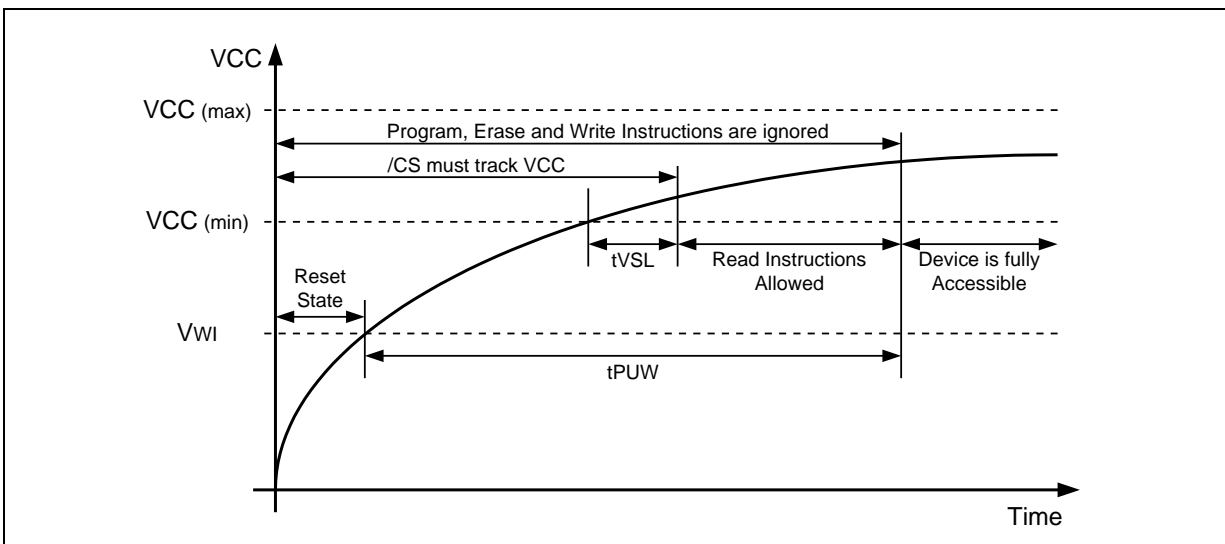 VCC
VCC (max)
Program, Erase and Write Instructions are ignored
/CS must track VCC
VCC (min)
tVSL
Read Instructions
Allowed
Device is fully
Accessible
Reset
State
VWI
tPUW
Time